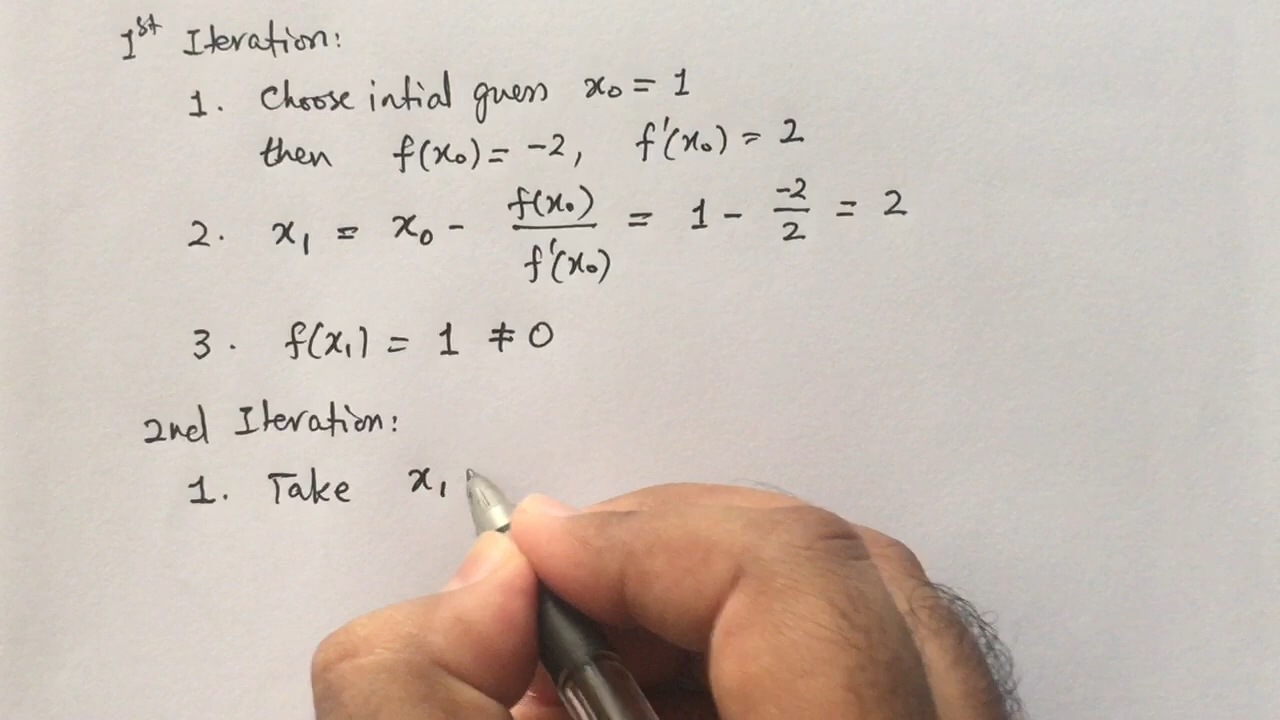 1st Iteration:
1. Choose intial guess x₀ = 1
then f(x₀) = -2, f'(x₀) = 2
2. x₁ = x₀ - f(x₀)/f'(x₀) = 1 - -2/2 = 2
3. f(x₁) = 1 ≠ 0
2nd Iteration:
1. Take x₁